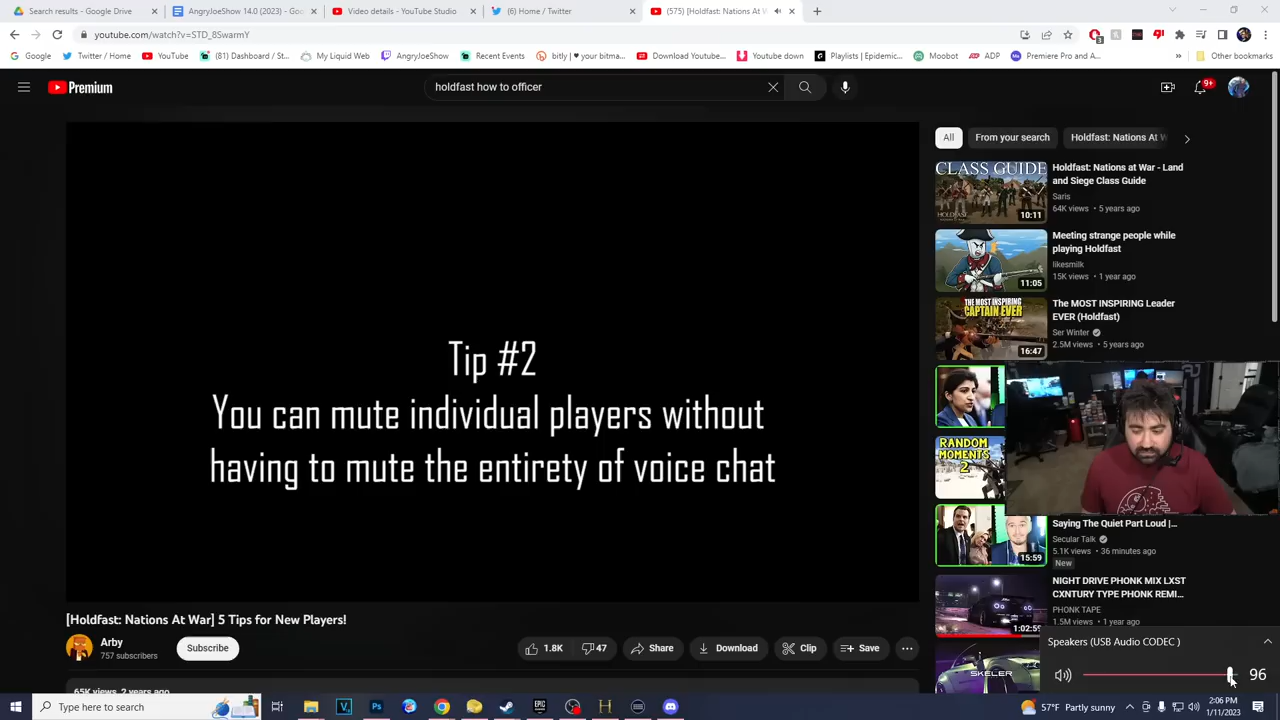 Search results - Google Drive
AngryJoeShow 14.0 (2023) - Goo
Video details - YouTube Studio
(6) Home / Twitter
(575) [Holdfast: Nations At W
youtube.com/watch?v=STD_8SwarmY
Google
Twitter / Home
YouTube
(81) Dashboard / St...
My Liquid Web
AngryJoeShow
Recent Events
bitly | ♥ your bitma...
Download Youtube...
Youtube down
Playlists | Epidemic...
Moobot
ADP
Premiere Pro and A...
Other bookmarks
Premium
holdfast how to officer
9+
Tip #2
You can mute individual players without
having to mute the entirety of voice chat
All
From your search
Holdfast: Nations at W
CLASS GUIDE
10:11
Holdfast: Nations at War - Land
and Siege Class Guide
Saris
64K views • 5 years ago
11:05
Meeting strange people while
playing Holdfast
likesmilk
15K views • 1 year ago
THE MOST INSPIRING
CAPTAIN EVER
16:47
The MOST INSPIRING Leader
EVER (Holdfast)
Ser Winter
2.5M views • 5 years ago
RANDOM
MOMENTS
2
15:59
Saying The Quiet Part Loud |...
Secular Talk
5.1K views • 36 minutes ago
New
NIGHT DRIVE PHONK MIX LXST
CXNTURY TYPE PHONK REMI...
PHONK TAPE
1.5M views • 1 year ago
SKELER
[Holdfast: Nations At War] 5 Tips for New Players!
Arby
757 subscribers
Subscribe
1.8K
47
Share
Download
Clip
Save
65K views 2 years ago
Speakers (USB Audio CODEC )
96
Type here to search
57°F Partly sunny
2:06 PM
1/11/2023